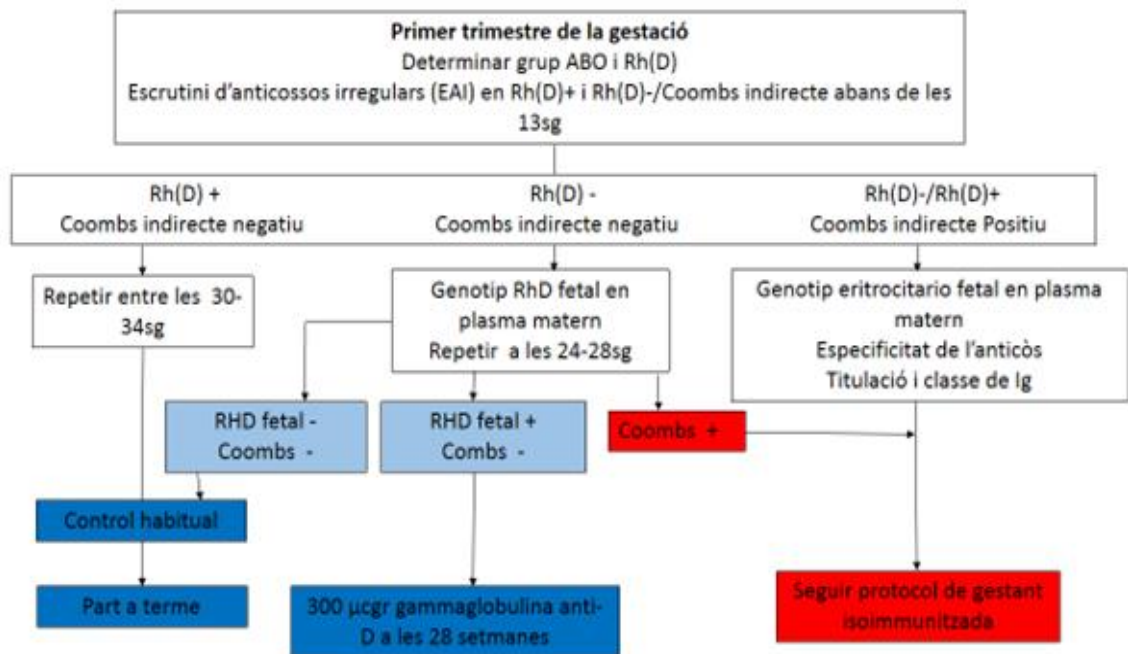 Primer trimestre de la gestació
Determinar grup ABO i Rh(D)
Escrutini d'anticossos irregulars (EAI) en Rh(D)+ i Rh(D)-/Coombs indirecte abans de les
13sg
Rh(D) +
Coombs indirecte negatiu
Rh(D) -
Coombs indirecte negatiu
Rh(D)-/Rh(D)+
Coombs indirecte Positiu
Repetir entre les 30-
34sg
Genotip RhD fetal en
plasma matern
Repetir a les 24-28sg
Genotip eritrocitario fetal en plasma
matern
Especificitat de l'anticòs
Titulació i classe de Ig
RHD fetal -
Coombs -
RHD fetal +
Combs -
Coombs +
Control habitual
Part a terme
300 µcgr gammaglobulina anti-
D a les 28 setmanes
Seguir protocol de gestant
isoimmunitzada